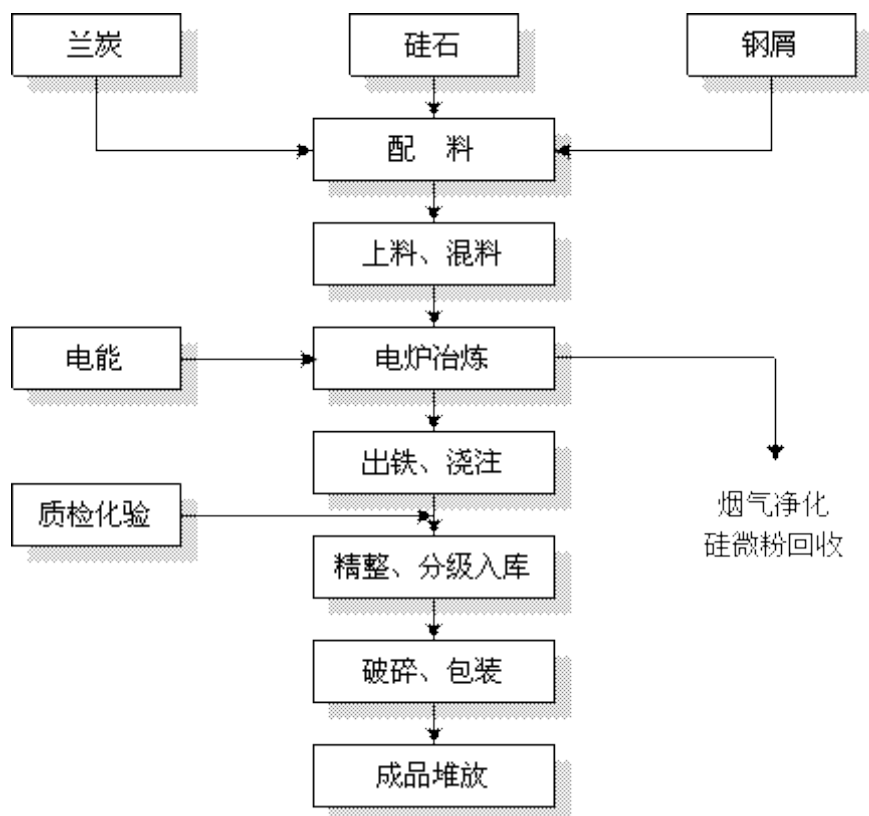 兰炭
硅石
钢屑
配 料
上料、混料
电能
电炉冶炼
出铁、浇注
质检化验
烟气净化
硅微粉回收
精整、分级入库
破碎、包装
成品堆放